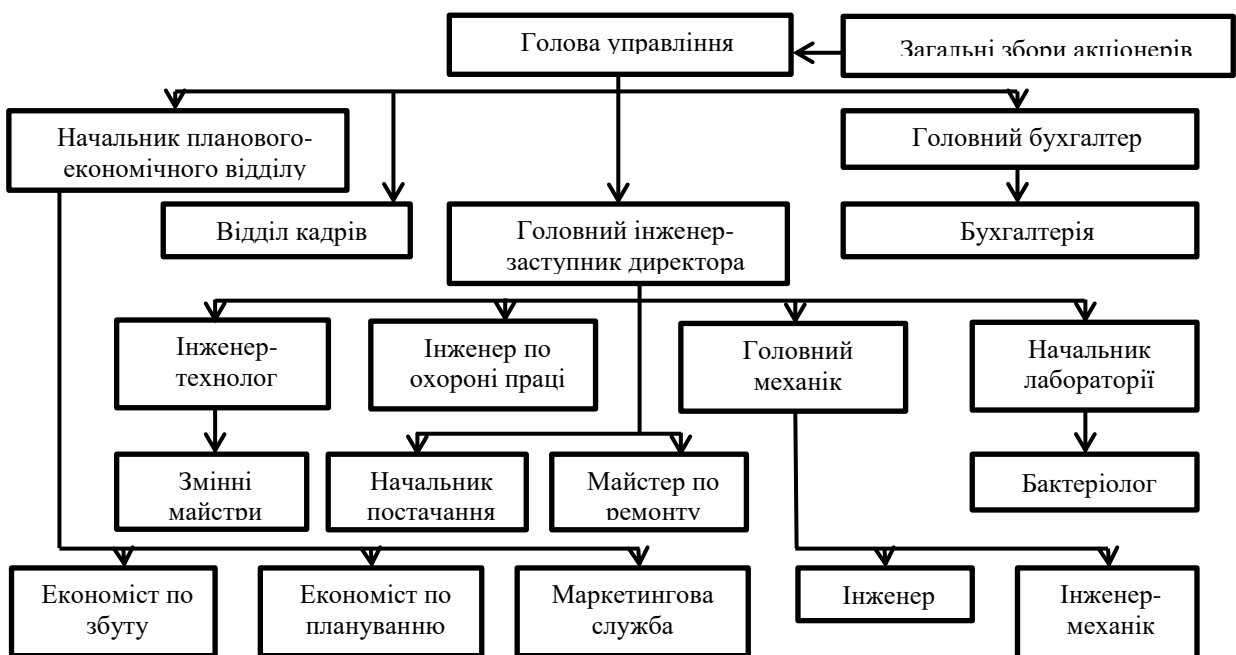 Голова управління
Загальні збори акціонерів
Начальник планового-
економічного відділу
Головний бухгалтер
Відділ кадрів
Головний інженер-
заступник директора
Бухгалтерія
Інженер-
технолог
Інженер по
охороні праці
Головний
механік
Начальник
лабораторії
Змінні
майстри
Начальник
постачання
Майстер по
ремонту
Бактеріолог
Економіст по
збуту
Економіст по
плануванню
Маркетингова
служба
Інженер
Інженер-
механік